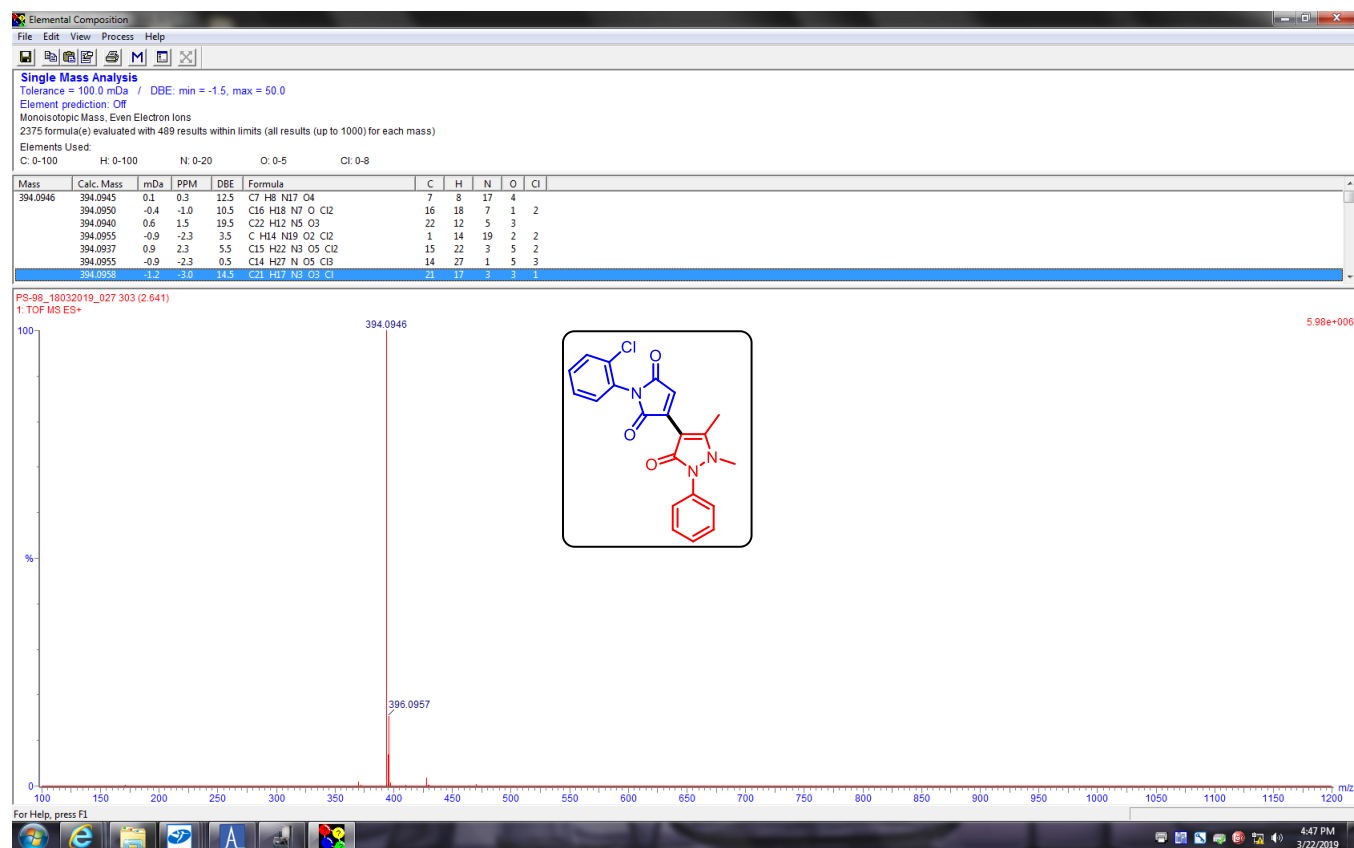 Elemental Composition
File Edit View Process Help
Single Mass Analysis
Tolerance = 100.0 mDa / DBE: min = -1.5, max = 50.0
Element prediction: Off
Monoisotopic Mass, Even Electron Ions
2375 formula(e) evaluated with 489 results within limits (all results (up to 1000) for each mass)
Elements Used:
C: 0-100 H: 0-100 N: 0-20 O: 0-5 Cl: 0-8
Mass Calc. Mass mDa PPM DBE Formula C H N O Cl
394.0946 394.0945 0.1 0.3 12.5 C7 H8 N17 O4 7 8 17 4
394.0950 -0.4 -1.0 10.5 C16 H18 N7 O Cl2 16 18 7 1 2
394.0940 0.6 1.5 19.5 C22 H12 N5 O3 22 12 5 3
394.0955 -0.9 -2.3 3.5 C H14 N19 O2 Cl2 1 14 19 2 2
394.0937 0.9 2.3 5.5 C15 H22 N3 O5 Cl2 15 22 3 5 2
394.0955 -0.9 -2.3 0.5 C14 H27 N O5 Cl3 14 27 1 5 3
394.0958 -1.2 -3.0 14.5 C21 H17 N3 O3 Cl 21 17 3 3 1
PS-98_18032019_027 303 (2.641)
1: TOF MS ES+
5.98e+006
100
394.0946
Cl
O
N
O
O
N
N
%
396.0957
0
100 150 200 250 300 350 400 450 500 550 600 650 700 750 800 850 900 950 1000 1050 1100 1150 1200
m/z
For Help, press F1
4:47 PM
3/22/2019